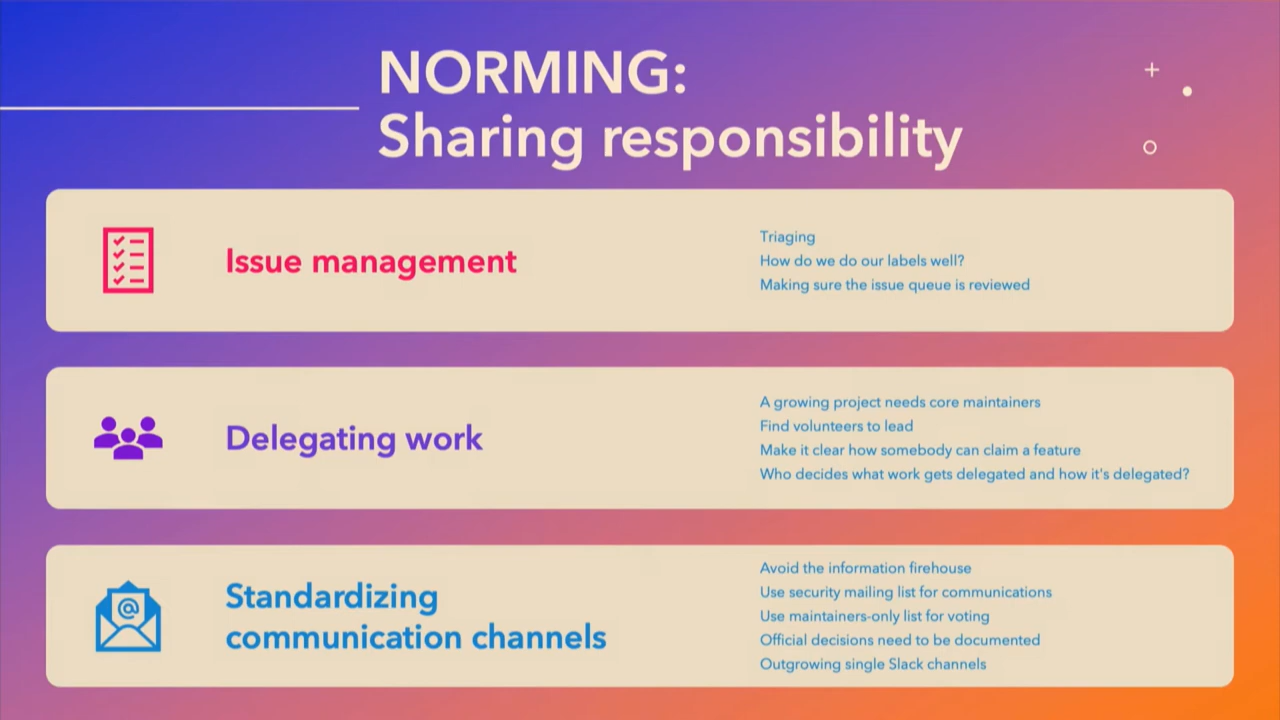 NORMING:
Sharing responsibility
Issue management
Triaging
How do we do our labels well?
Making sure the issue queue is reviewed
Delegating work
A growing project needs core maintainers
Find volunteers to lead
Make it clear how somebody can claim a feature
Who decides what work gets delegated and how it's delegated?
@
Standardizing
communication channels
Avoid the information firehouse
Use security mailing list for communications
Use maintainers-only list for voting
Official decisions need to be documented
Outgrowing single Slack channels